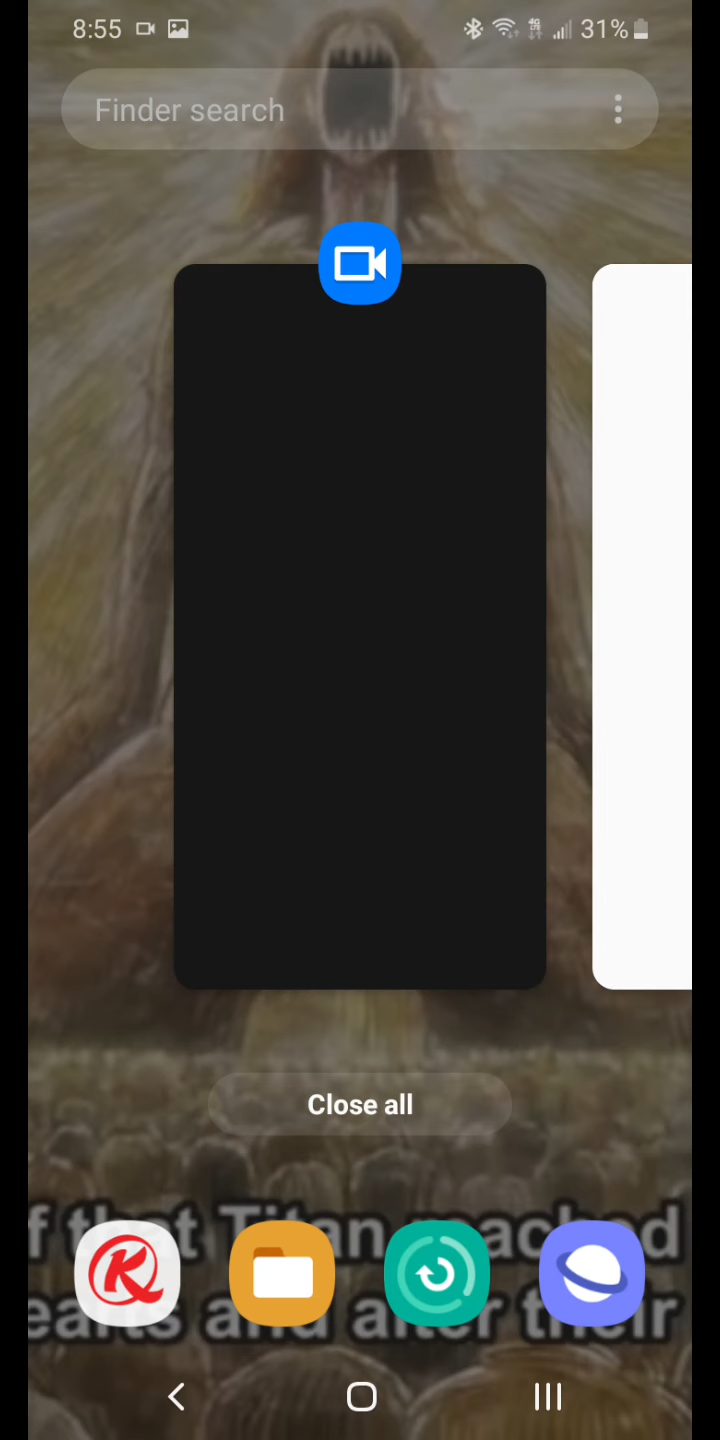 8:55 31%
Finder search
Close all
f that Titan reached
earts and after their